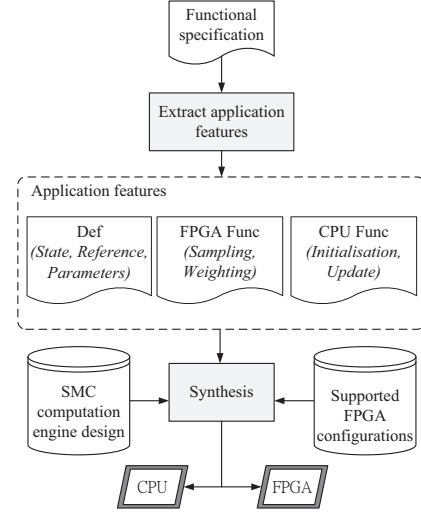 Functional
specification
Extract application
features
Application features
Def
(State, Reference,
Parameters)
FPGA Func
(Sampling,
Weighting)
CPU Func
(Initialisation,
Update)
SMC
computation
engine design
Synthesis
Supported
FPGA
configurations
CPU
FPGA